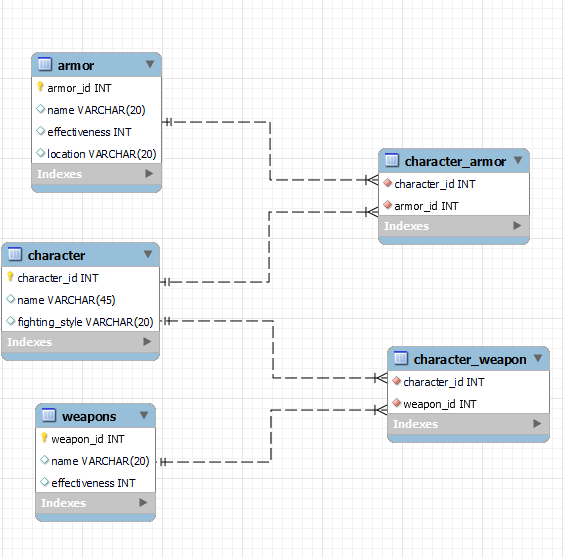 armor
armor_id INT
name VARCHAR(20)
effectiveness INT
location VARCHAR(20)
Indexes
character_armor
character_id INT
armor_id INT
Indexes
character
character_id INT
name VARCHAR(45)
fighting_style VARCHAR(20)
Indexes
character_weapon
character_id INT
weapon_id INT
Indexes
weapons
weapon_id INT
name VARCHAR(20)
effectiveness INT
Indexes